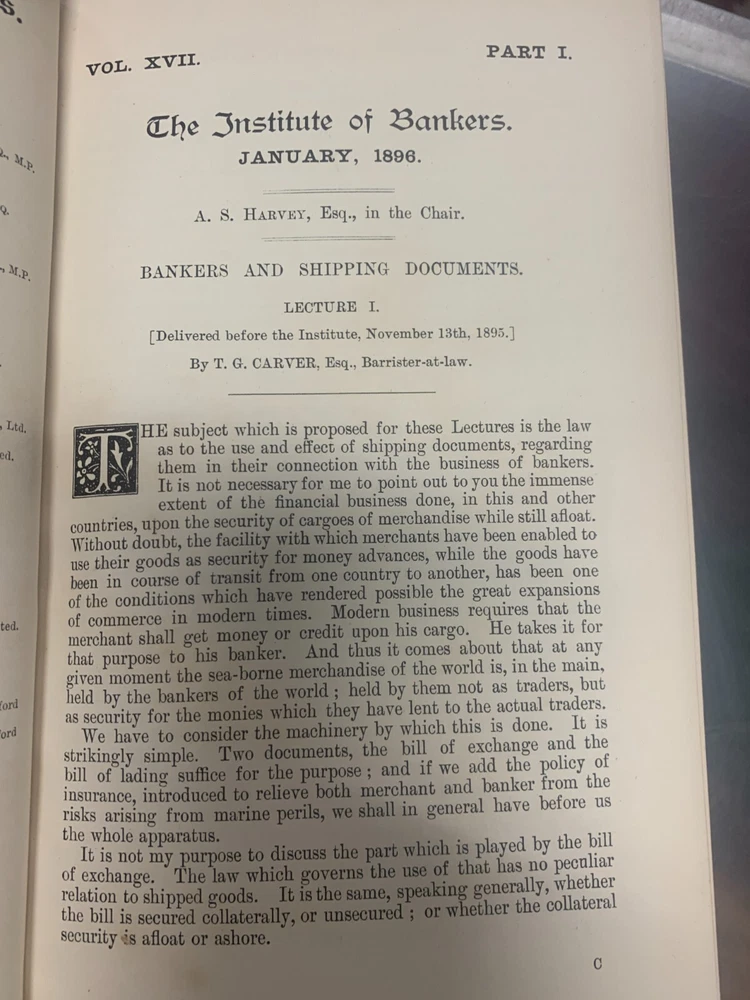 S.
VOL. XVII.
PART I.
The Institute of Bankers.
JANUARY, 1896.
A. S. HARVEY, Esq., in the Chair.
BANKERS AND SHIPPING DOCUMENTS.
LECTURE I.
[Delivered before the Institute, November 13th, 1895.]
By T. G. CARVER, Esq., Barrister-at-law.
THE subject which is proposed for these Lectures is the law
as to the use and effect of shipping documents, regarding
them in their connection with the business of bankers.
It is not necessary for me to point out to you the immense
extent of the financial business done, in this and other
countries, upon the security of cargoes of merchandise while still afloat.
Without doubt, the facility with which merchants have been enabled to
use their goods as security for money advances, while the goods have
been in course of transit from one country to another, has been one
of the conditions which have rendered possible the great expansions
of commerce in modern times. Modern business requires that the
merchant shall get money or credit upon his cargo. He takes it for
that purpose to his banker. And thus it comes about that at any
given moment the sea-borne merchandise of the world is, in the main,
held by the bankers of the world; held by them not as traders, but
as security for the monies which they have lent to the actual traders.
We have to consider the machinery by which this is done. It is
strikingly simple. Two documents, the bill of exchange and the
bill of lading suffice for the purpose; and if we add the policy of
insurance, introduced to relieve both merchant and banker from the
risks arising from marine perils, we shall in general have before us
the whole apparatus.
It is not my purpose to discuss the part which is played by the bill
of exchange. The law which governs the use of that has no peculiar
relation to shipped goods. It is the same, speaking generally, whether
the bill is secured collaterally, or unsecured; or whether the collateral
security is afloat or ashore.
C
M.P.
Q.
M.P.
Ltd.
ed.
ted.
ford
ord